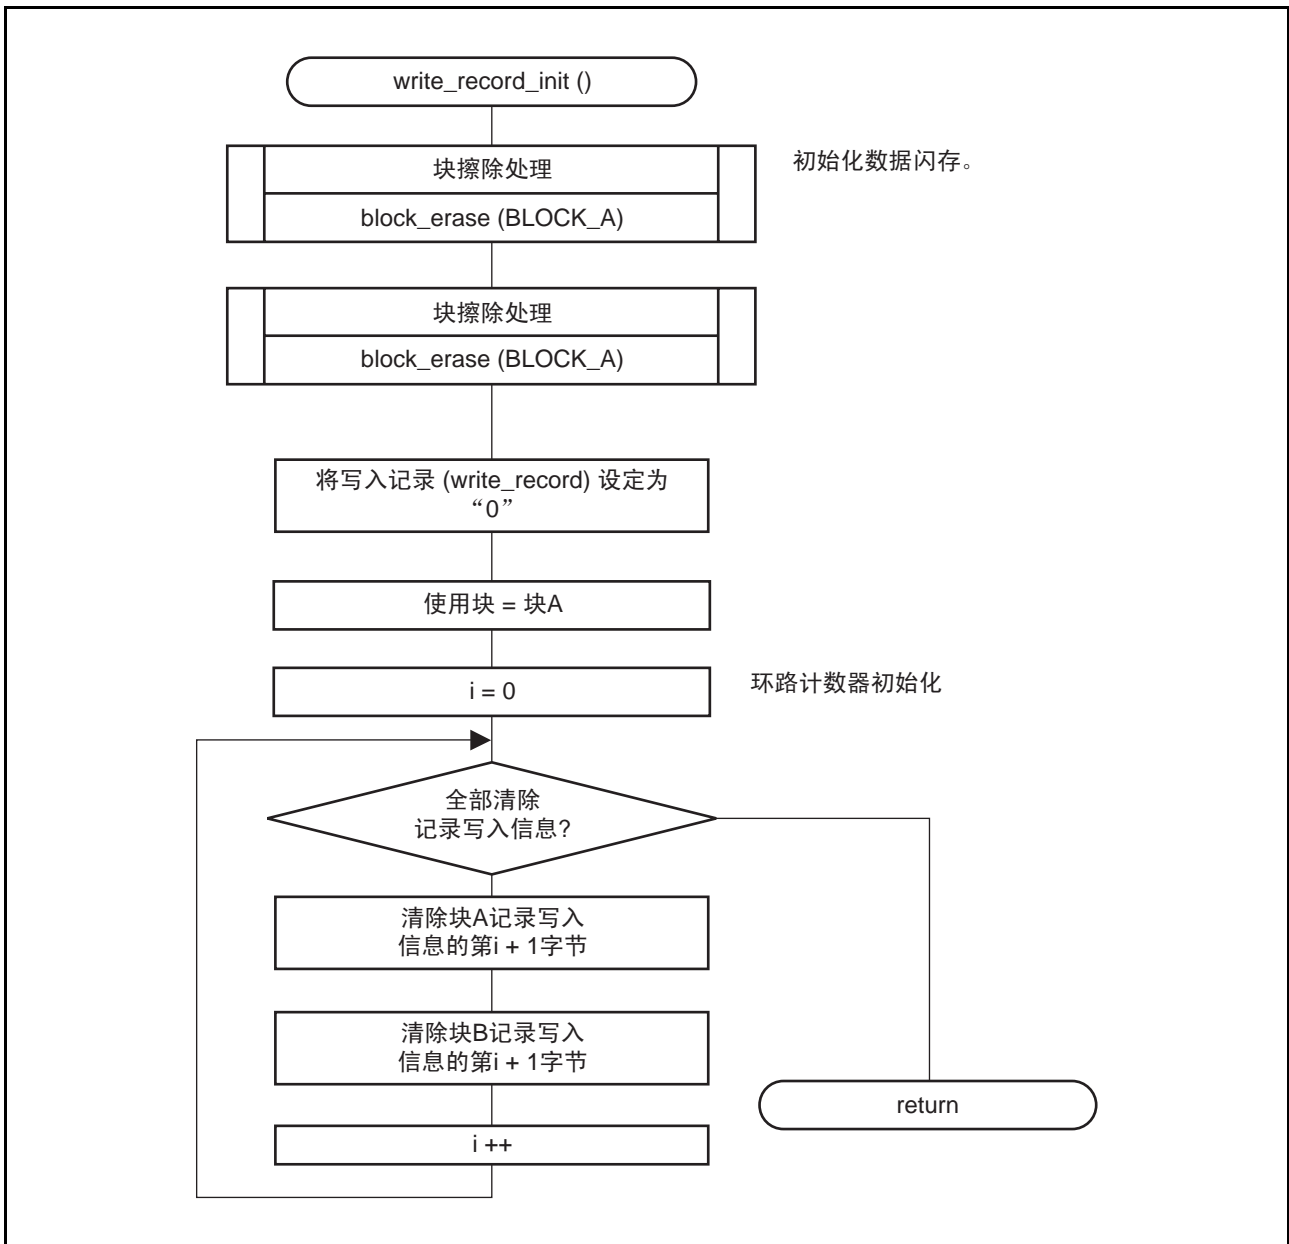 write_record_init ()
块擦除处理
初始化数据闪存。
block_erase (BLOCK_A)
块擦除处理
block_erase (BLOCK_A)
将写入记录 (write_record) 设定为
“0”
使用块 = 块A
i = 0
环路计数器初始化
全部清除
记录写入信息?
清除块A记录写入
信息的第i + 1字节
清除块B记录写入
信息的第i + 1字节
return
i ++